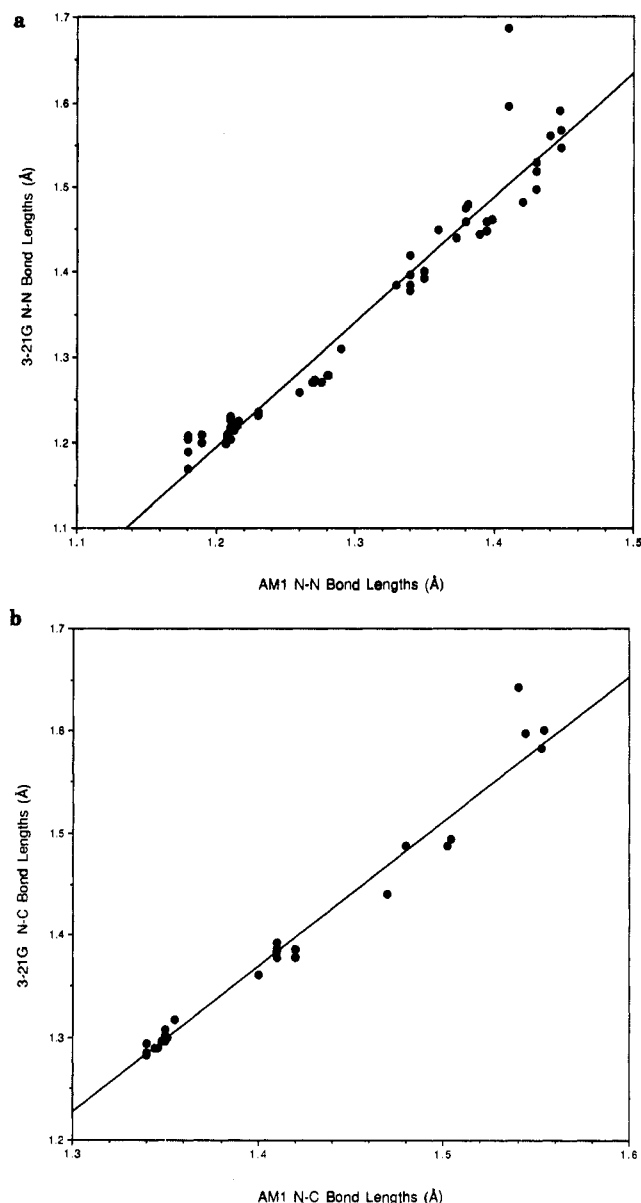 a
1.7
1.6
1.5
1.4
1.3
1.2
1.1
1.1 1.2 1.3 1.4 1.5
3-21G N-N Bond Lengths (Å)
AM1 N-N Bond Lengths (Å)
b
1.7
1.6
1.5
1.4
1.3
1.2
1.3 1.4 1.5 1.6
3-21G N-C Bond Lengths (Å)
AM1 N-C Bond Lengths (Å)